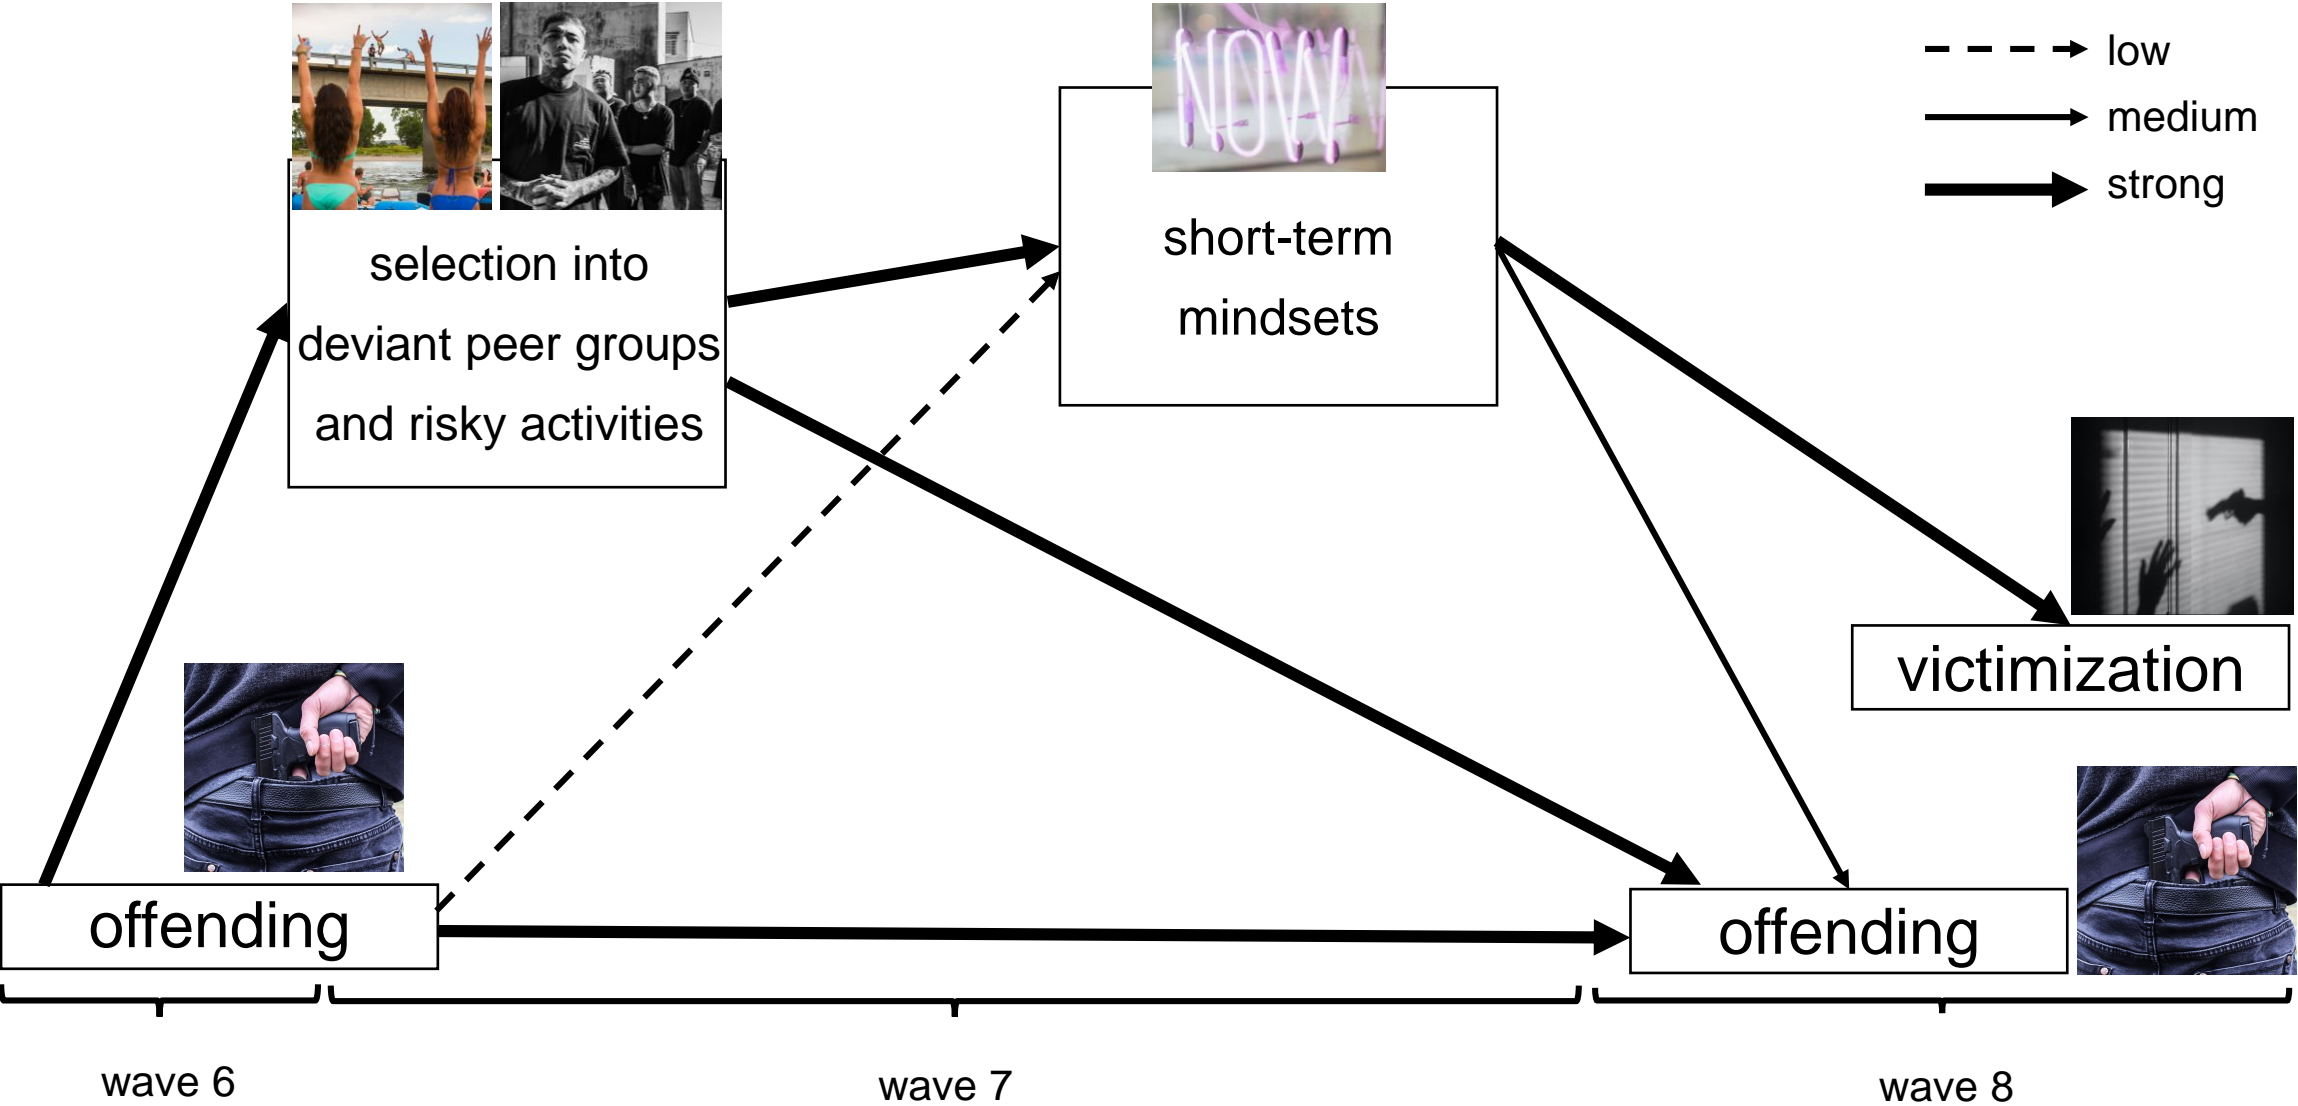 NOW
low
medium
strong
selection into
deviant peer groups
and risky activities
short-term
mindsets
victimization
offending
offending
wave 6
wave 7
wave 8